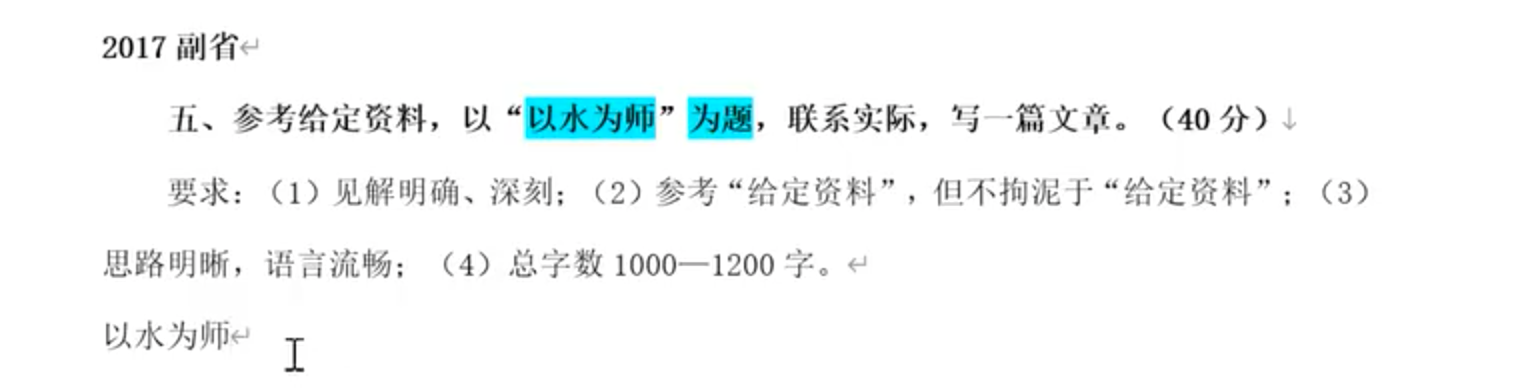 2017 副省
五、参考给定资料，以“以水为师”为题，联系实际，写一篇文章。（40 分）
要求：（1）见解明确、深刻；（2）参考“给定资料”，但不拘泥于“给定资料”；（3）
思路明晰，语言流畅；（4）总字数 1000—1200 字。
以水为师